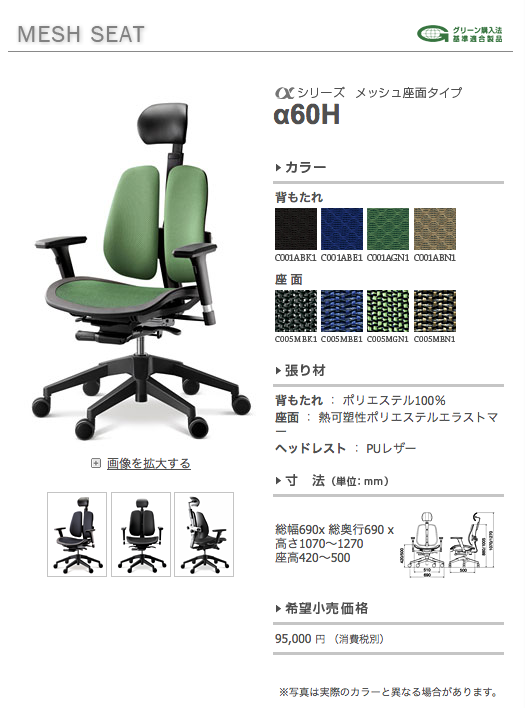 MESH SEAT
グリーン購入法
基準適合製品
αシリーズ メッシュ座面タイプ
α60H
カラー
背もたれ
C001ABK1 C001ABE1 C001AGN1 C001ABN1
座 面
C005MBK1 C005MBE1 C005MGN1 C005MBN1
張り材
背もたれ ： ポリエステル100%
座面 ： 熱可塑性ポリエステルエラストマ
ー
ヘッドレスト ： PUレザー
画像を拡大する
寸 法 （単位: mm）
総幅690x 総奥行690 x
高さ1070～1270
座高420～500
510
690
500
希望小売価格
95,000 円 （消費税別）
※写真は実際のカラーと異なる場合があります。